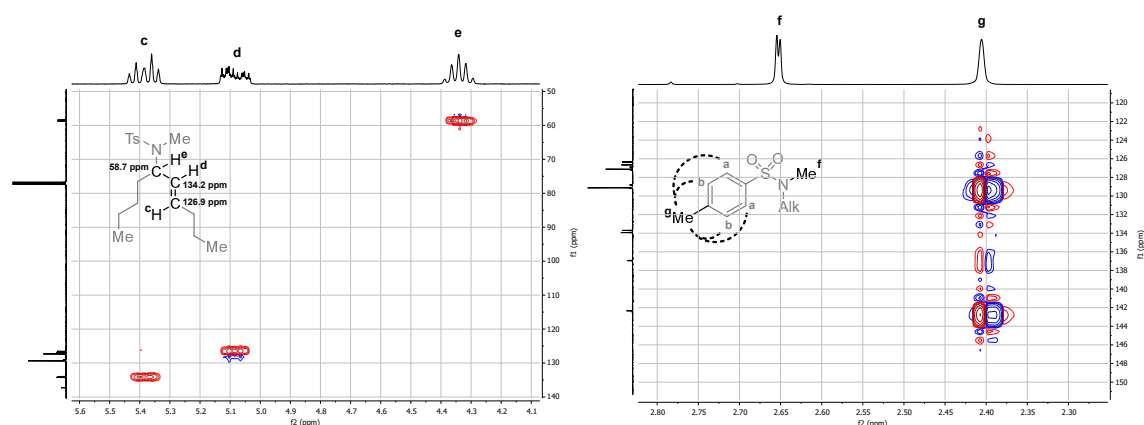 c
d
e
50
60
70
80
90
100
110
120
130
140
f1 (ppm)
5.6 5.5 5.4 5.3 5.2 5.1 5.0 4.9 4.8 4.7 4.6 4.5 4.4 4.3 4.2 4.1
f2 (ppm)
Ts
Me
N
58.7 ppm
H e
H d
C 134.2 ppm
C 126.9 ppm
c H
Me
Me
f
g
120
122
124
126
128
130
132
134
136
138
140
142
144
146
148
150
f1 (ppm)
2.80 2.75 2.70 2.65 2.60 2.55 2.50 2.45 2.40 2.35 2.30
f2 (ppm)
O O
S
N
f
Me
Alk
a
b
a
b
g Me